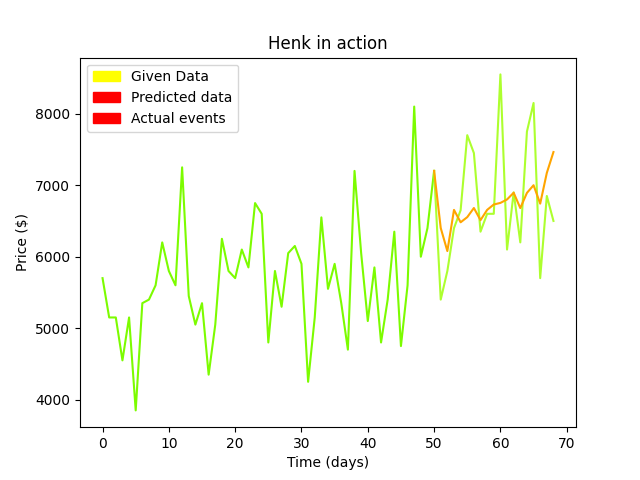 Henk in action
Given Data
Predicted data
Actual events
Price ($)
8000
7000
6000
5000
4000
0 10 20 30 40 50 60 70
Time (days)